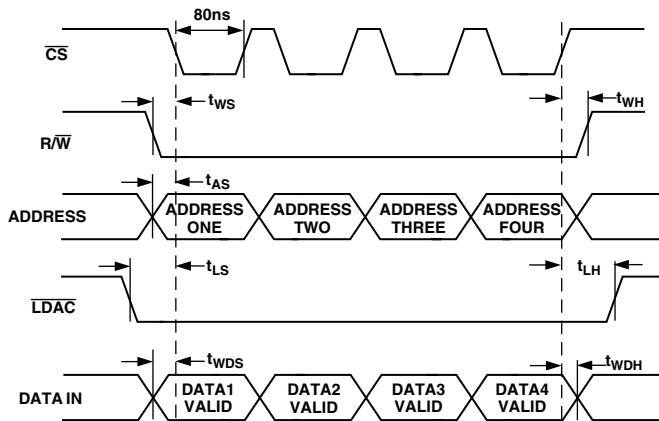 80ns
CS
tWS
tWH
R/W
tAS
ADDRESS
ADDRESS ONE
ADDRESS TWO
ADDRESS THREE
ADDRESS FOUR
tLS
tLH
LDAC
tWDS
tWDH
DATA IN
DATA1 VALID
DATA2 VALID
DATA3 VALID
DATA4 VALID